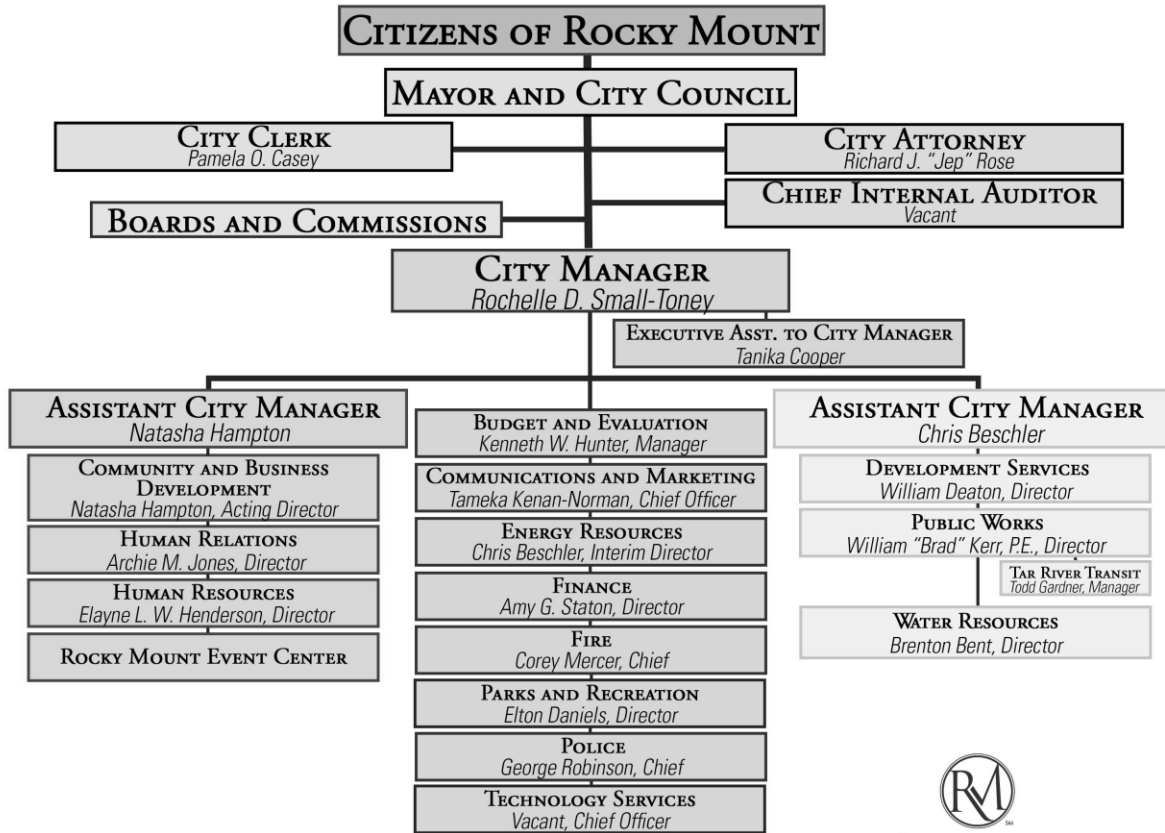 Citizens of Rocky Mount
Mayor and City Council
City Clerk
Pamela O. Casey
City Attorney
Richard J. "Jep" Rose
Chief Internal Auditor
Vacant
Boards and Commissions
City Manager
Rochelle D. Small-Toney
Executive Asst. to City Manager
Tanika Cooper
Assistant City Manager
Natasha Hampton
Community and Business
Development
Natasha Hampton, Acting Director
Human Relations
Archie M. Jones, Director
Human Resources
Elayne L. W. Henderson, Director
Rocky Mount Event Center
Budget and Evaluation
Kenneth W. Hunter, Manager
Communications and Marketing
Tameka Kenan-Norman, Chief Officer
Energy Resources
Chris Beschler, Interim Director
Finance
Amy G. Staton, Director
Fire
Corey Mercer, Chief
Parks and Recreation
Elton Daniels, Director
Police
George Robinson, Chief
Technology Services
Vacant, Chief Officer
Assistant City Manager
Chris Beschler
Development Services
William Deaton, Director
Public Works
William "Brad" Kerr, P.E., Director
Tar River Transit
Todd Gardner, Manager
Water Resources
Brenton Bent, Director
RM
SM